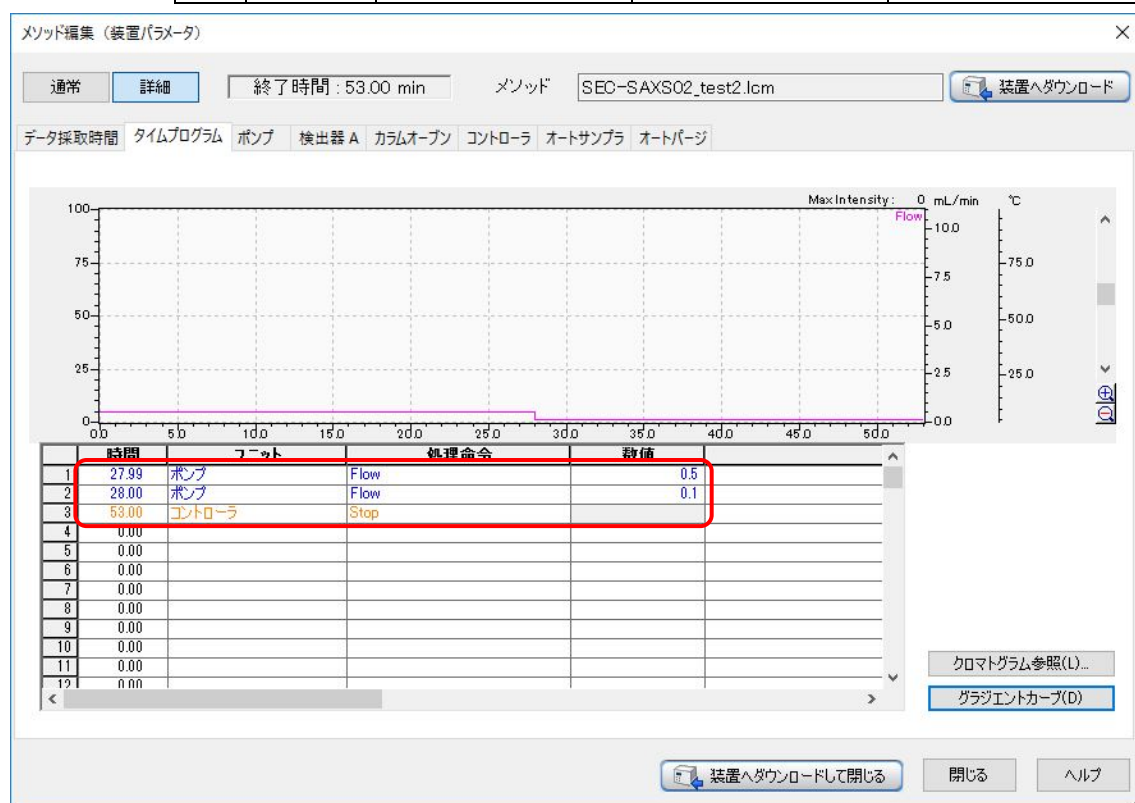 メソッド編集（装置パラメータ）
通常 詳細 終了時間 : 53.00 min メソッド SEC-SAXS02_test2.lcm 装置へダウンロード
データ採取時間 タイムプログラム ポンプ 検出器 A カラムオーブン コントローラ オートサンプラ オートパージ
Max Intensity : 0 mL/min ℃
100 Flow 10.0
75 7.5 75.0
50 5.0 50.0
25 2.5 25.0
0 0.0
0.0 5.0 10.0 15.0 20.0 25.0 30.0 35.0 40.0 45.0 50.0
時間 ユニット 処理命令 数値
1 27.99 ポンプ Flow 0.5
2 28.00 ポンプ Flow 0.1
3 53.00 コントローラ Stop
4 0.00
5 0.00
6 0.00
7 0.00
8 0.00
9 0.00
10 0.00
11 0.00
12 0.00
クロマトグラム参照(L)...
グラジエントカーブ(D)
装置へダウンロードして閉じる 閉じる ヘルプ